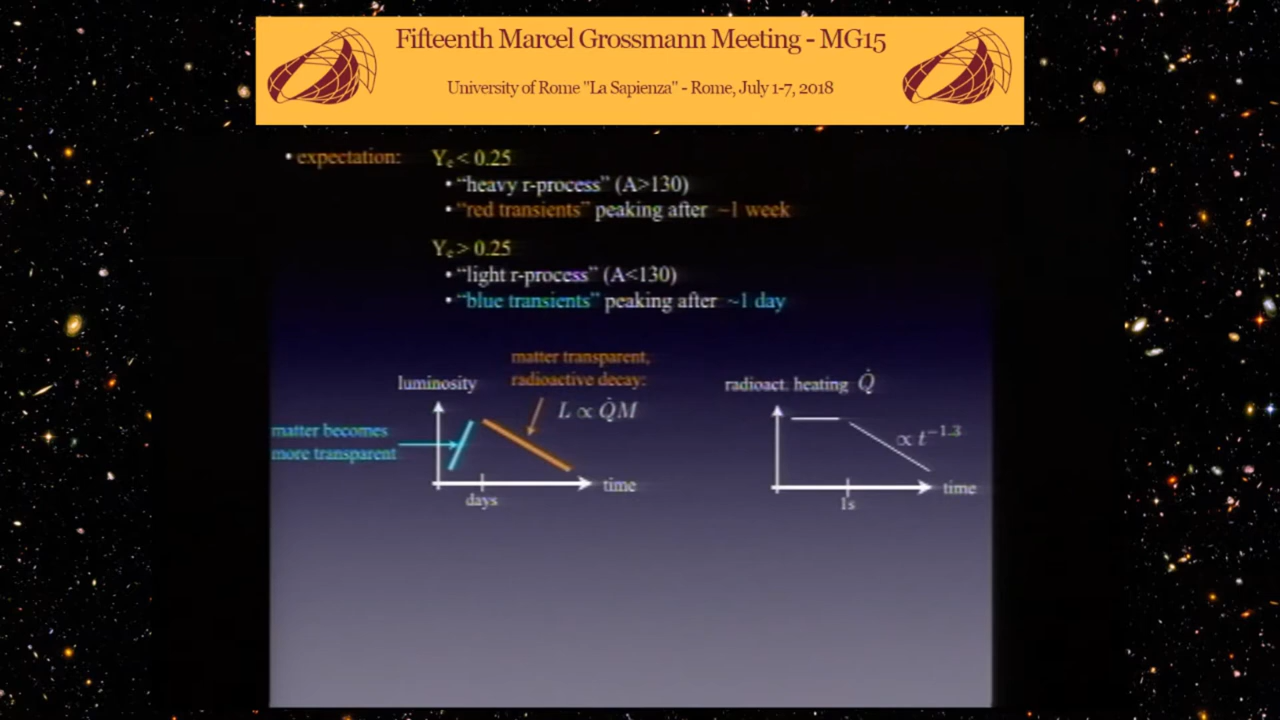 Fifteenth Marcel Grossmann Meeting - MG15
University of Rome "La Sapienza" - Rome, July 1-7, 2018
• expectation: Yₑ < 0.25
• “heavy r-process” (A>130)
• “red transients” peaking after ~1 week
Yₑ > 0.25
• “light r-process” (A<130)
• “blue transients” peaking after ~1 day
matter transparent,
radioactive decay:
luminosity
L ∝ Q̇M
matter becomes
more transparent
time
days
radioact. heating Q̇
∝ t⁻¹·³
time
1s